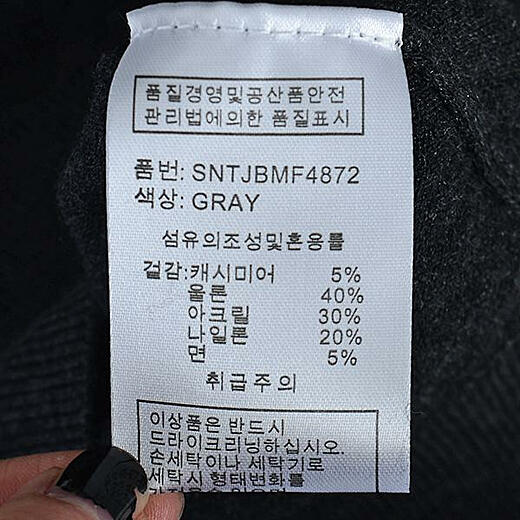 품질경영및공산품안전
관리법에의한 품질표시
품번: SNTJBMF4872
색상: GRAY
섬유의조성및혼용률
겉감:캐시미어 5%
울론 40%
아크릴 30%
나일론 20%
면 5%
취급주의
이상품은 반드시
드라이크리닝하십시오.
손세탁이나 세탁기로
세탁시 형태변화를